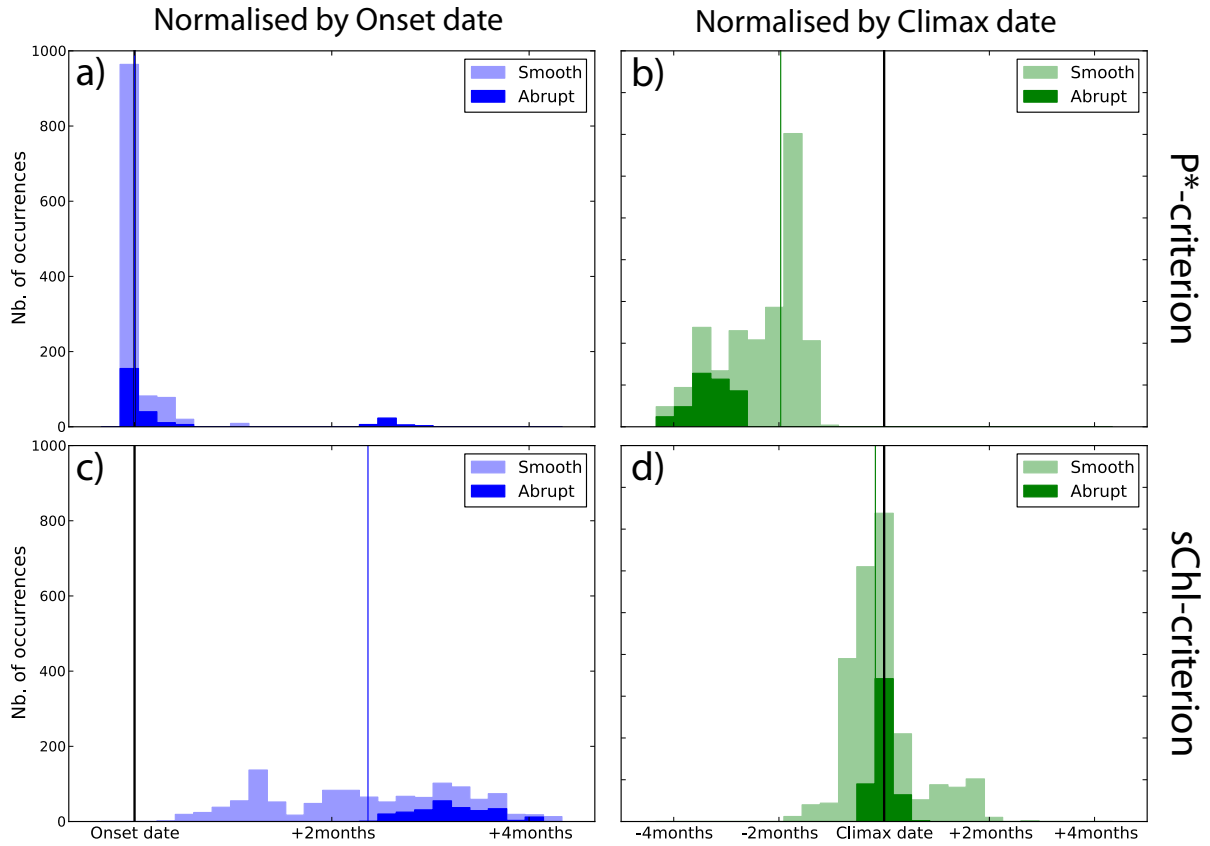 Normalised by Onset date
Normalised by Climax date
a)
Smooth
Abrupt
1000
800
600
400
200
0
Nb. of occurrences
b)
Smooth
Abrupt
P*-criterion
c)
Smooth
Abrupt
1000
800
600
400
200
0
Nb. of occurrences
Onset date
+2months
+4months
d)
Smooth
Abrupt
-4months
-2months
Climax date
+2months
+4months
sChl-criterion